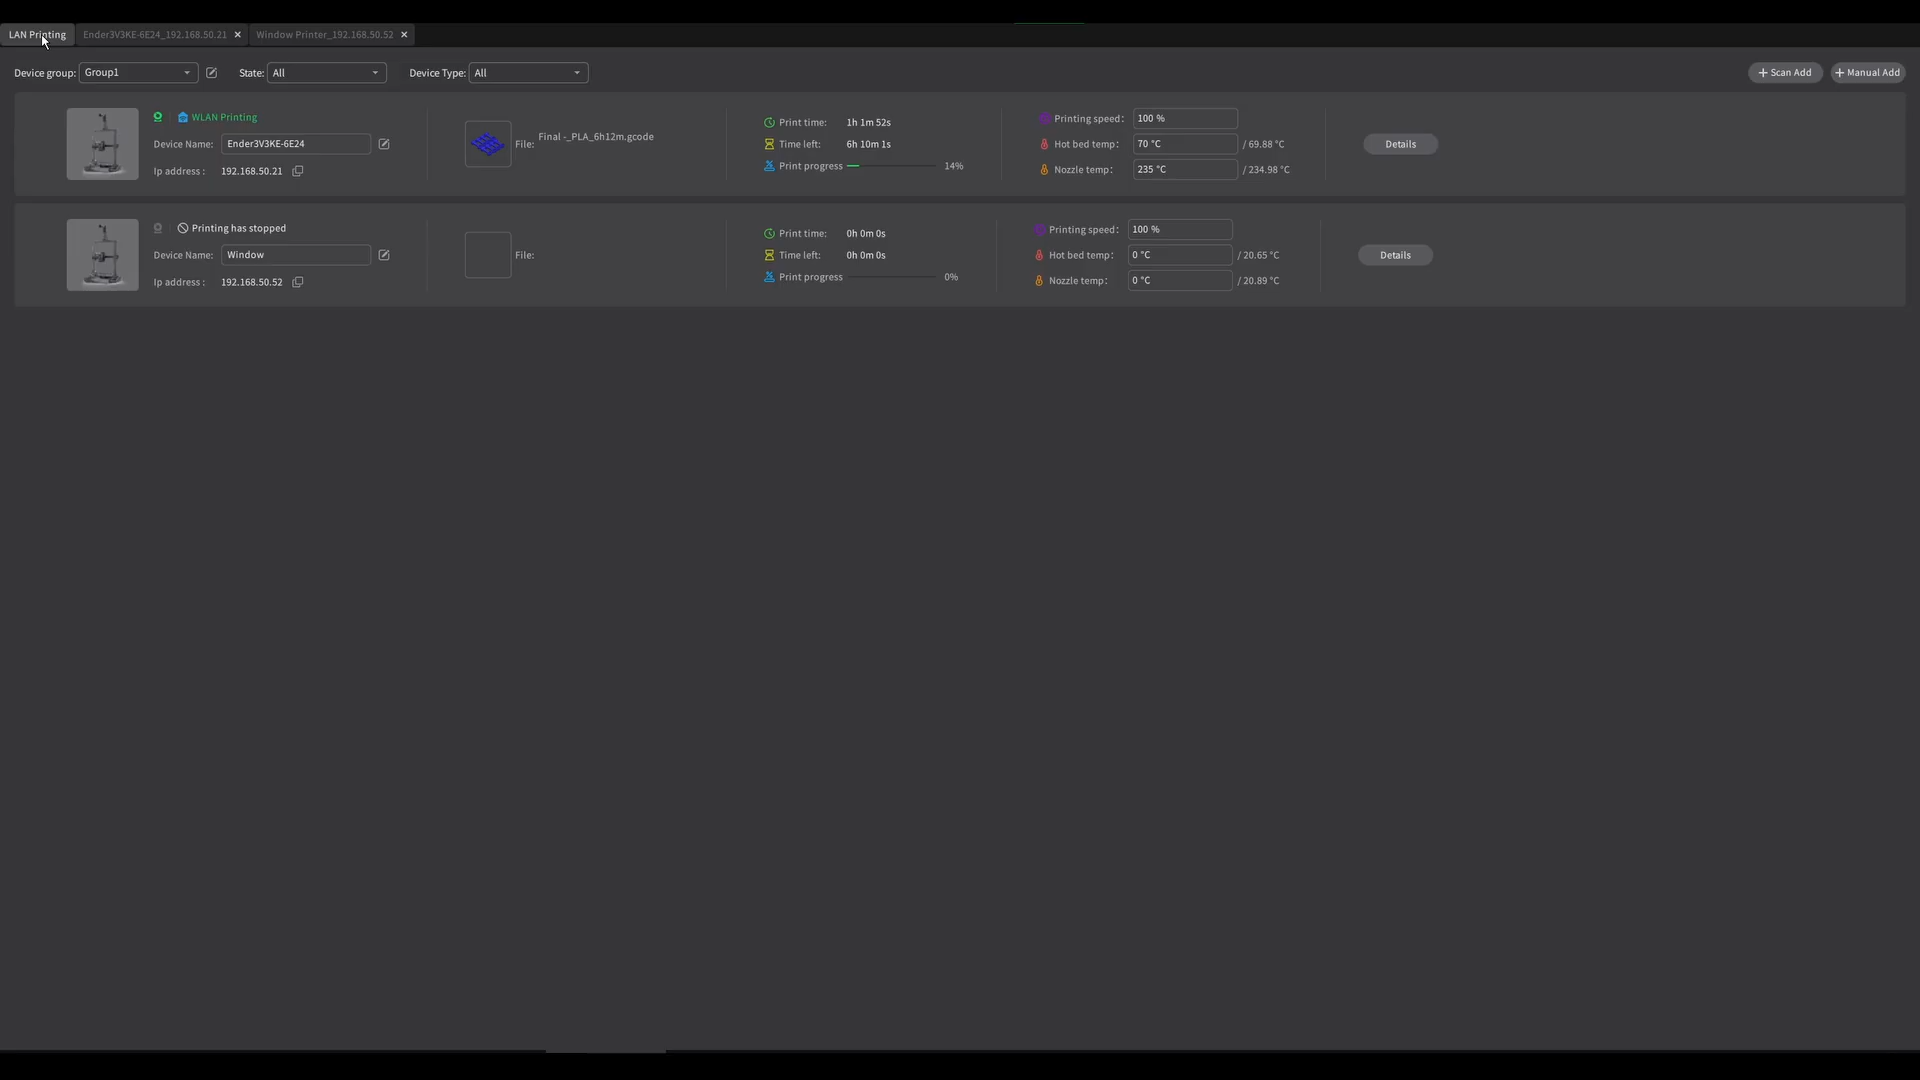 LAN Printing
Ender3V3KE-6E24_192.168.50.21
Window Printer_192.168.50.52
Device group: Group1
State: All
Device Type: All
Scan Add
Manual Add
WLAN Printing
Device Name: Ender3V3KE-6E24
Ip address : 192.168.50.21
File: Final -_PLA_6h12m.gcode
Print time: 1h 1m 52s
Time left: 6h 10m 1s
Print progress 14%
Printing speed: 100 %
Hot bed temp: 70 °C / 69.88 °C
Nozzle temp: 235 °C / 234.98 °C
Details
Printing has stopped
Device Name: Window
Ip address : 192.168.50.52
File:
Print time: 0h 0m 0s
Time left: 0h 0m 0s
Print progress 0%
Printing speed: 100 %
Hot bed temp: 0 °C / 20.65 °C
Nozzle temp: 0 °C / 20.89 °C
Details